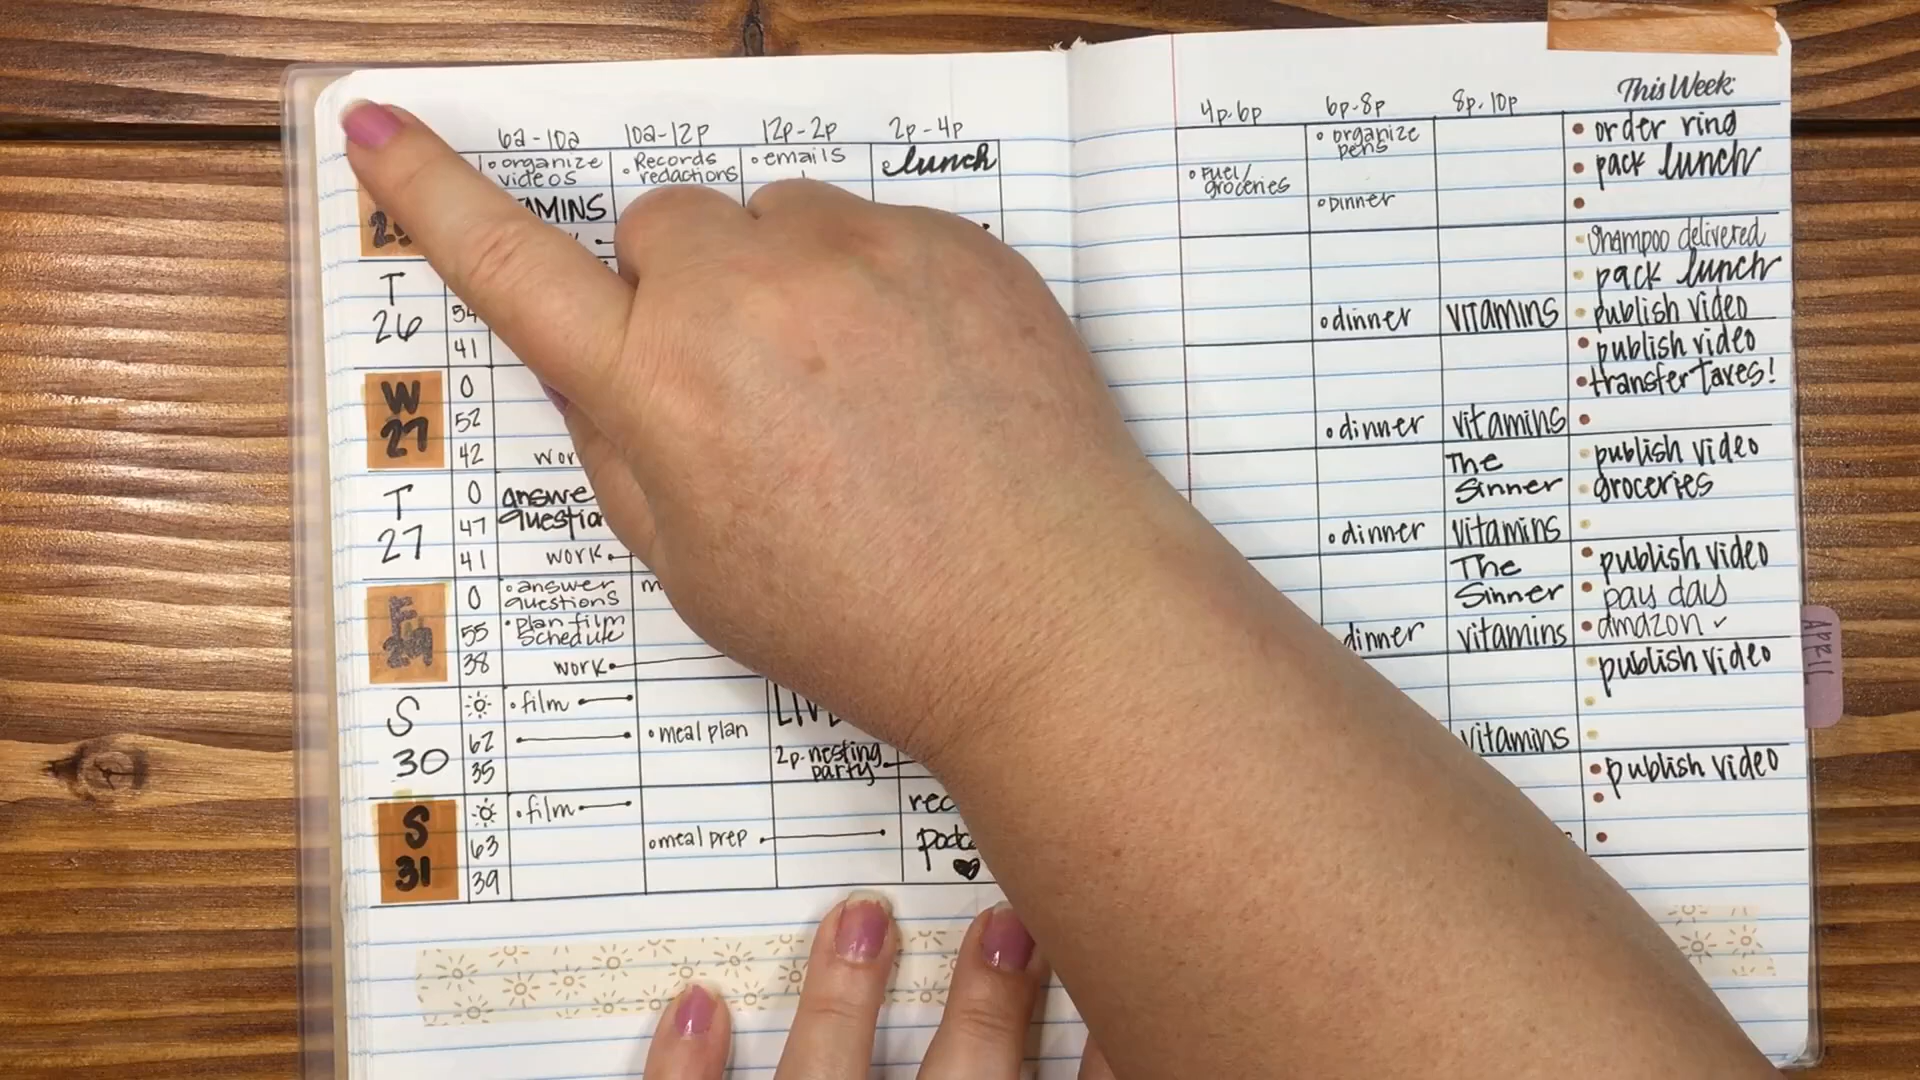 6a-10a 10a-12p 12p-2p 2p-4p
4p-6p 6p-8p 8p-10p This Week:
• organize videos
• Records
• redactions
• emails
• lunch
• Fuel/groceries
• organize pens
• Dinner
• order ring
• pack lunch
T
26
41
• dinner
vitamins
• shampoo delivered
• pack lunch
• publish video
W
27
0
52
42
• dinner
vitamins
• publish video
• transfer taxes!
T
27
0
47
41
work
The Sinner
• dinner
vitamins
• publish video
• groceries
F
29
0
55
38
• answer questions
• plan film schedule
work
The Sinner
dinner
vitamins
• publish video
• pay day
• amazon ✓
S
30
62
35
• film
• meal plan
2p-nesting party
vitamins
• publish video
S
31
63
39
• film
• meal prep
• publish video
APRIL